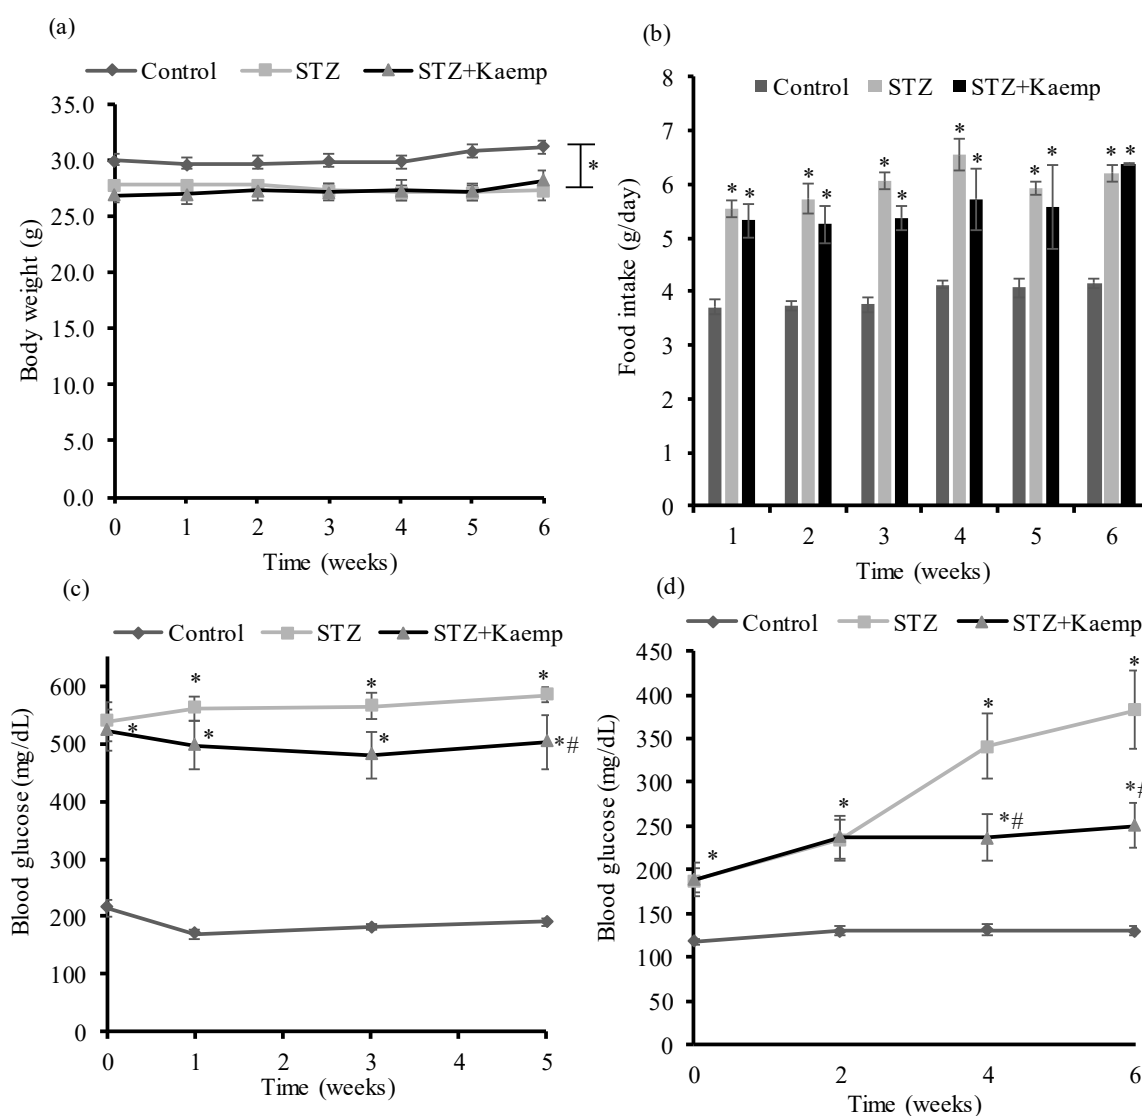 (a)
Control STZ STZ+Kaemp
35.0
30.0
25.0
20.0
15.0
10.0
5.0
0.0
*
Body weight (g)
0 1 2 3 4 5 6
Time (weeks)
(b)
8
7
6
5
4
3
2
1
0
Control STZ STZ+Kaemp
* * * * * * * * * * * *
Food intake (g/day)
1 2 3 4 5 6
Time (weeks)
(c)
Control STZ STZ+Kaemp
600
500
400
300
200
100
0
* * *
* * * *#
Blood glucose (mg/dL)
0 1 2 3 4 5
Time (weeks)
(d)
Control STZ STZ+Kaemp
450
400
350
300
250
200
150
100
50
0
* * * *
*# *#
Blood glucose (mg/dL)
0 2 4 6
Time (weeks)